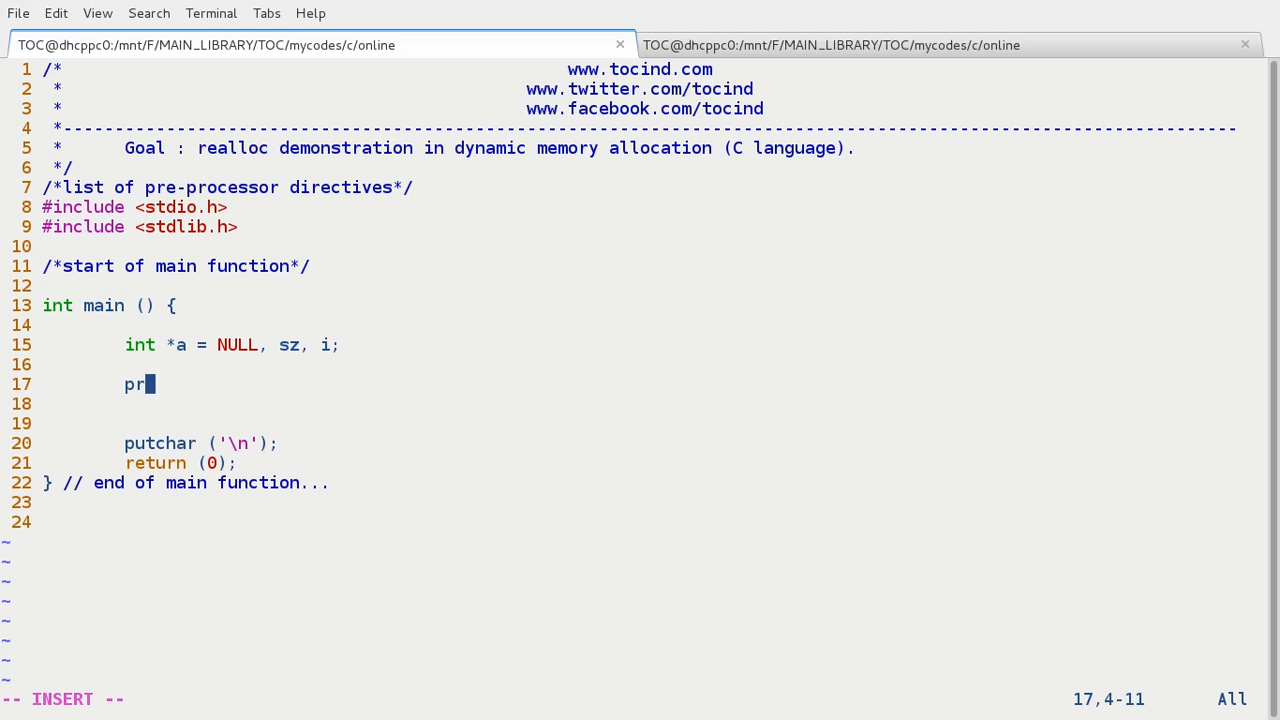 File Edit View Search Terminal Tabs Help
TOC@dhcppc0:/mnt/F/MAIN_LIBRARY/TOC/mycodes/c/online × TOC@dhcppc0:/mnt/F/MAIN_LIBRARY/TOC/mycodes/c/online ×
1 /* www.tocind.com
2 * www.twitter.com/tocind
3 * www.facebook.com/tocind
4 *------------------------------------------------------------------------------------------------------------------
5 * Goal : realloc demonstration in dynamic memory allocation (C language).
6 */
7 /*list of pre-processor directives*/
8 #include <stdio.h>
9 #include <stdlib.h>
10
11 /*start of main function*/
12
13 int main () {
14
15 int *a = NULL, sz, i;
16
17 pr
18
19
20 putchar ('\n');
21 return (0);
22 } // end of main function...
23
24
~
~
~
~
~
~
~
~
-- INSERT -- 17,4-11 All